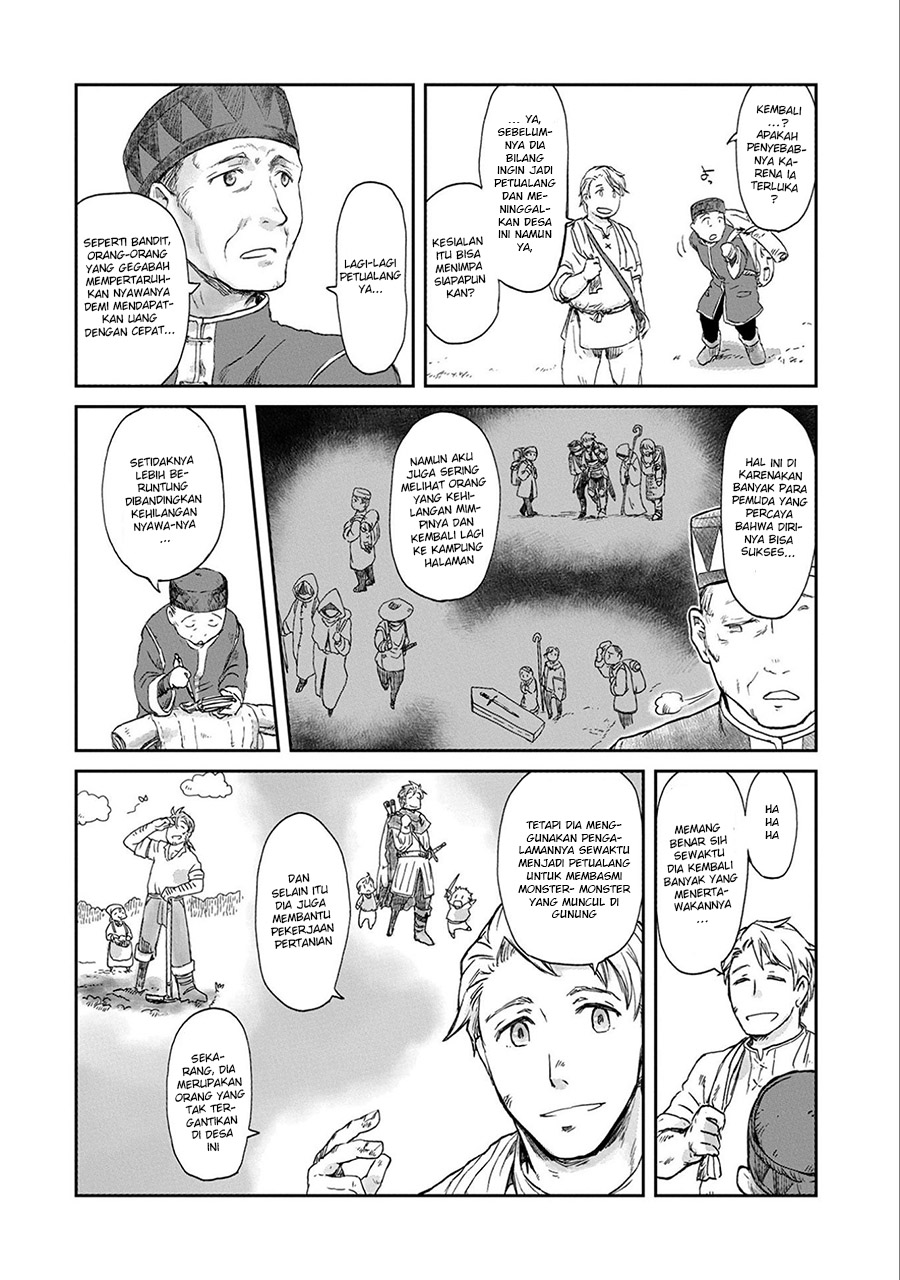 KEMBALI
...?
APAKAH
PENYEBAB-
NYA KA-
RENA IA
TERLUKA
?
... YA,
SEBELUM-
NYA DIA
BILANG
INGIN JADI
PETUALANG
DAN ME-
NINGGAL-
KAN DESA
INI NAMUN
YA,
KESIALAN
ITU BISA
MENIMPA
SIAPAPUN
KAN?
LAGI-LAGI
PETUALANG
YA...
SEPERTI BANDIT,
ORANG-ORANG
YANG GEGABAH
MEMPERTARUH-
KAN NYAWANYA
DEMI MENDAPAT-
KAN UANG
DENGAN CEPAT...
HAL INI DI
KARENAKAN
BANYAK PARA
PEMUDA YANG
PERCAYA
BAHWA DIRI-
NYA BISA
SUKSES...
NAMUN AKU
JUGA SERING
MELIHAT ORANG
YANG KEHI-
LANGAN MIM-
PINYA DAN
KEMBALI LAGI
KE KAMPUNG
HALAMAN
SETIDAKNYA
LEBIH BE-
RUNTUNG
DIBANDINGKAN
KEHILANGAN
NYAWA-NYA
...
HA
HA
HA
MEMANG
BENAR SIH
SEWAKTU
DIA KEMBALI
BANYAK YANG
MENERTA-
WAKANNYA
...
TETAPI DIA MENG-
GUNAKAN PENGA-
LAMANNYA SEWAKTU
MENJADI PETUALANG
UNTUK MEMBASMI
MONSTER- MONSTER
YANG MUNCUL DI
GUNUNG
DAN
SELAIN ITU
DIA JUGA
MEMBANTU
PEKERJAAN
PERTANIAN
SEKA-
RANG, DIA
MERUPAKAN
ORANG YANG
TAK TER-
GANTIKAN
DI DESA
INI